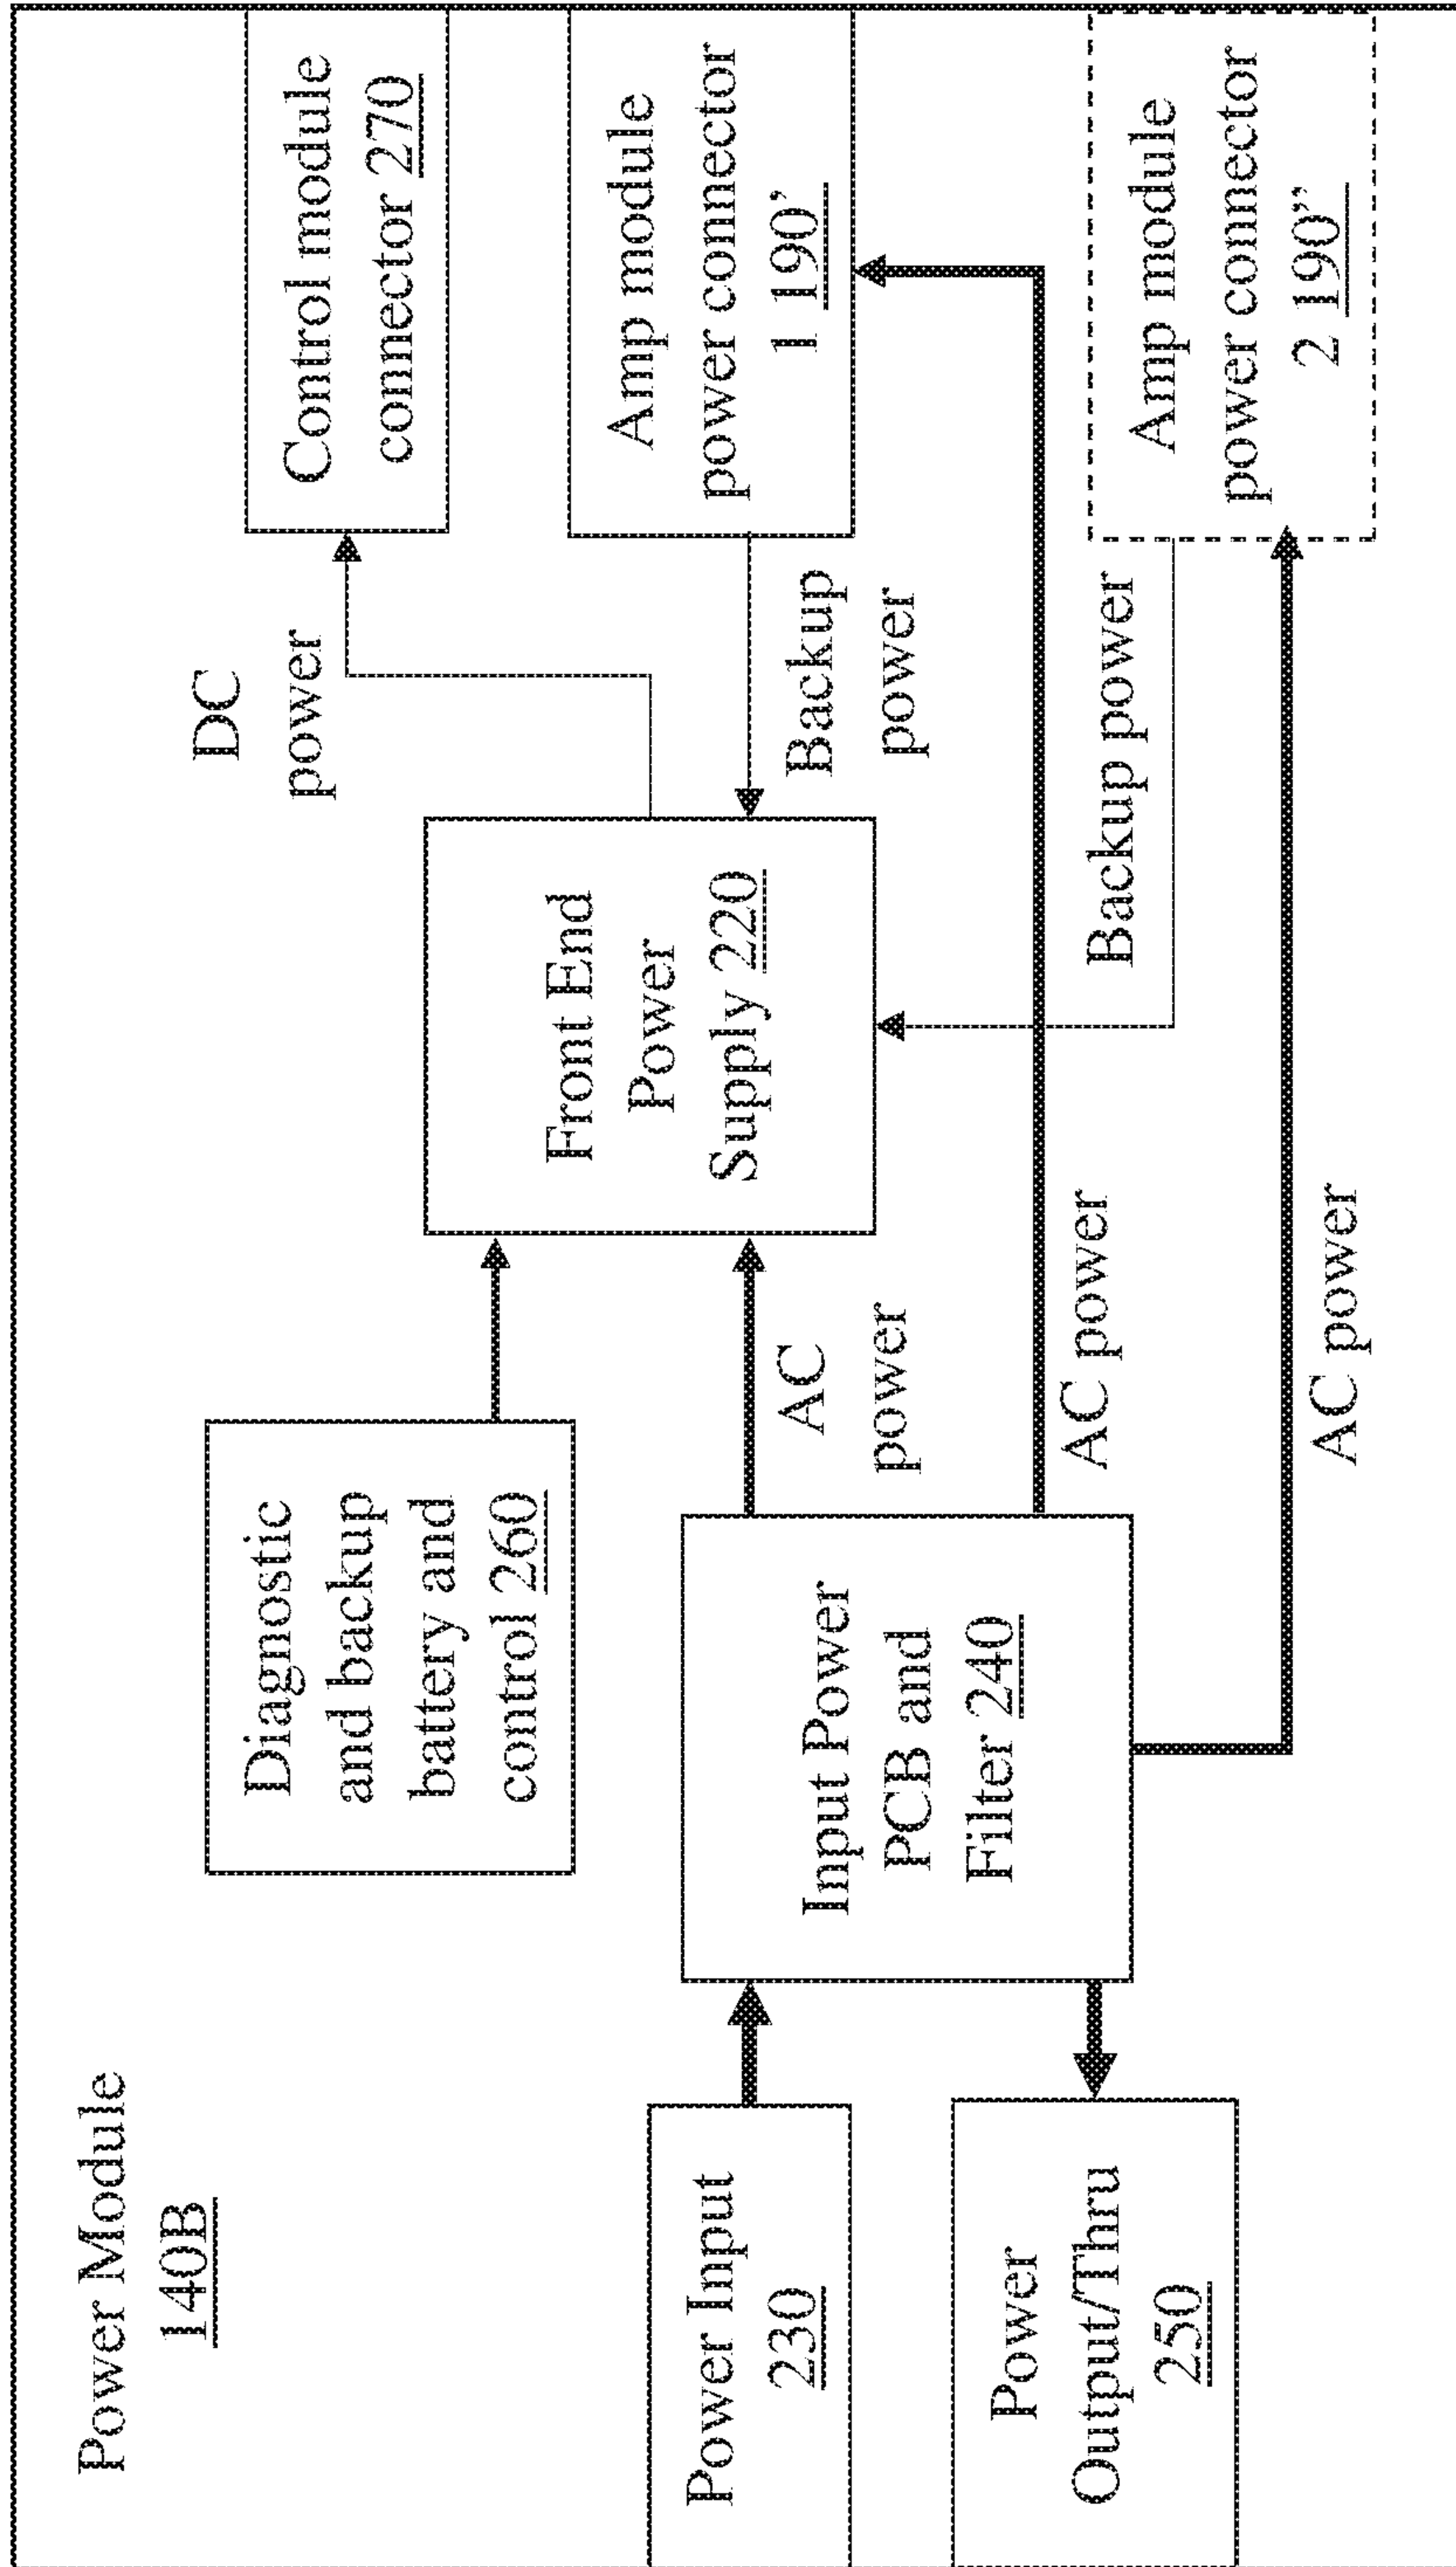 Power Module
140B
Power Input
230
Power
Output/Thru
250
Diagnostic
and backup
battery and
control 260
Input Power
PCB and
Filter 240
AC
power
AC power
AC power
Front End
Power
Supply 220
DC
power
Backup
power
Backup power
Control module
connector 270
Amp module
power connector
1 190’
Amp module
power connector
2 190”